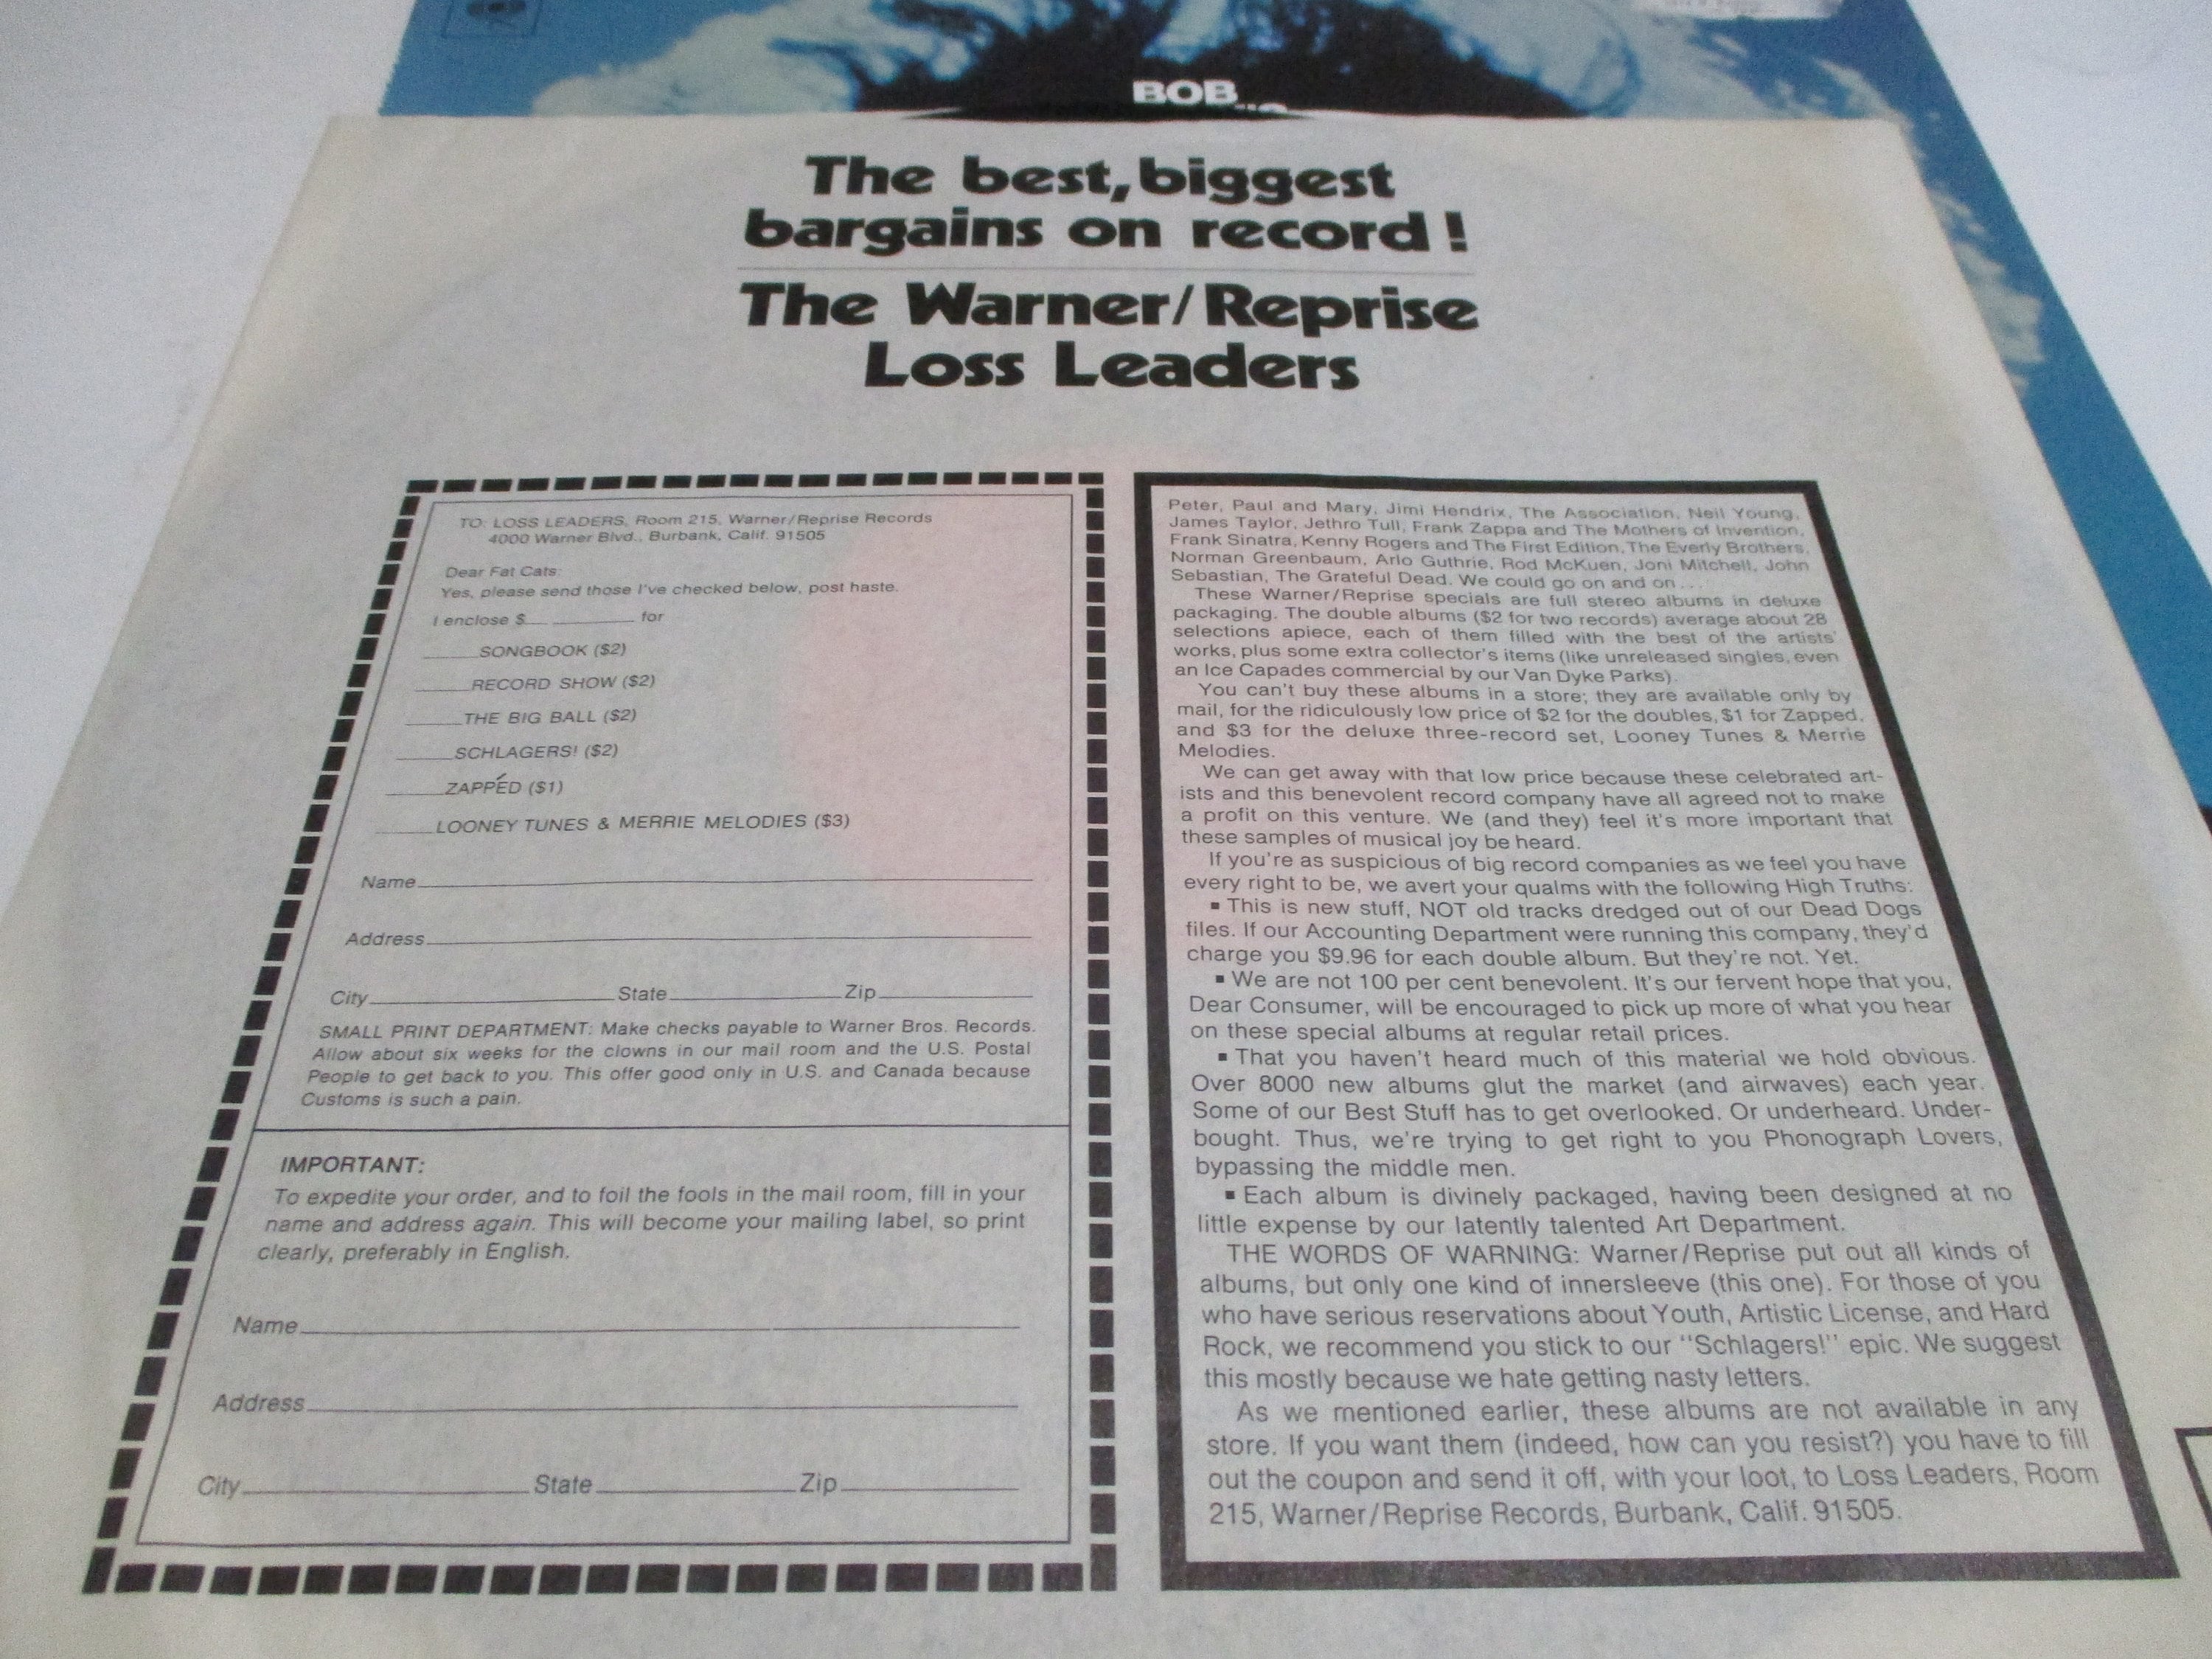 BOB
The best, biggest
bargains on record!
The Warner/Reprise
Loss Leaders
TO: LOSS LEADERS, Room 215, Warner/Reprise Records
4000 Warner Blvd., Burbank, Calif. 91505
Dear Fat Cats:
Yes, please send those I've checked below, post haste.
I enclose $___ ________ for
_____SONGBOOK ($2)
_____RECORD SHOW ($2)
_____THE BIG BALL ($2)
_____SCHLAGERS! ($2)
_____ZAPPÉD ($1)
_____LOONEY TUNES & MERRIE MELODIES ($3)
Name
Address
City State Zip
SMALL PRINT DEPARTMENT: Make checks payable to Warner Bros. Records.
Allow about six weeks for the clowns in our mail room and the U.S. Postal
People to get back to you. This offer good only in U.S. and Canada because
Customs is such a pain.
IMPORTANT:
To expedite your order, and to foil the fools in the mail room, fill in your
name and address again. This will become your mailing label, so print
clearly, preferably in English.
Name
Address
City State Zip
Peter, Paul and Mary, Jimi Hendrix, The Association, Neil Young,
James Taylor, Jethro Tull, Frank Zappa and The Mothers of Invention,
Frank Sinatra, Kenny Rogers and The First Edition, The Everly Brothers,
Norman Greenbaum, Arlo Guthrie, Rod McKuen, Joni Mitchell, John
Sebastian, The Grateful Dead. We could go on and on . . .
These Warner/Reprise specials are full stereo albums in deluxe
packaging. The double albums ($2 for two records) average about 28
selections apiece, each of them filled with the best of the artists'
works, plus some extra collector's items (like unreleased singles, even
an Ice Capades commercial by our Van Dyke Parks).
You can't buy these albums in a store; they are available only by
mail, for the ridiculously low price of $2 for the doubles, $1 for Zapped,
and $3 for the deluxe three-record set, Looney Tunes & Merrie
Melodies.
We can get away with that low price because these celebrated art-
ists and this benevolent record company have all agreed not to make
a profit on this venture. We (and they) feel it's more important that
these samples of musical joy be heard.
If you're as suspicious of big record companies as we feel you have
every right to be, we avert your qualms with the following High Truths:
▪ This is new stuff, NOT old tracks dredged out of our Dead Dogs
files. If our Accounting Department were running this company, they'd
charge you $9.96 for each double album. But they're not. Yet.
▪ We are not 100 per cent benevolent. It's our fervent hope that you,
Dear Consumer, will be encouraged to pick up more of what you hear
on these special albums at regular retail prices.
▪ That you haven't heard much of this material we hold obvious.
Over 8000 new albums glut the market (and airwaves) each year.
Some of our Best Stuff has to get overlooked. Or underheard. Under-
bought. Thus, we're trying to get right to you Phonograph Lovers,
bypassing the middle men.
▪ Each album is divinely packaged, having been designed at no
little expense by our latently talented Art Department.
THE WORDS OF WARNING: Warner/Reprise put out all kinds of
albums, but only one kind of innersleeve (this one). For those of you
who have serious reservations about Youth, Artistic License, and Hard
Rock, we recommend you stick to our "Schlagers!" epic. We suggest
this mostly because we hate getting nasty letters.
As we mentioned earlier, these albums are not available in any
store. If you want them (indeed, how can you resist?) you have to fill
out the coupon and send it off, with your loot, to Loss Leaders, Room
215, Warner/Reprise Records, Burbank, Calif. 91505.